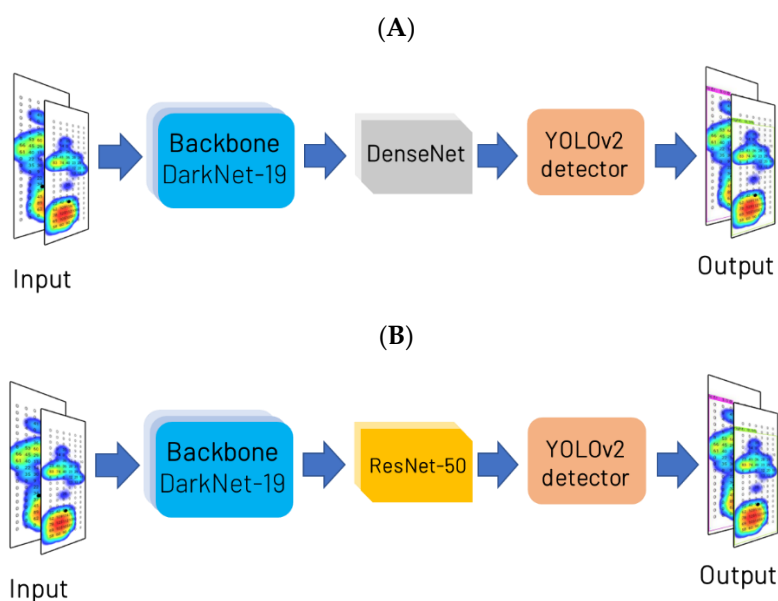 (A)
Backbone
DarkNet-19
DenseNet
YOLOv2
detector
Input
Output
(B)
Backbone
DarkNet-19
ResNet-50
YOLOv2
detector
Input
Output